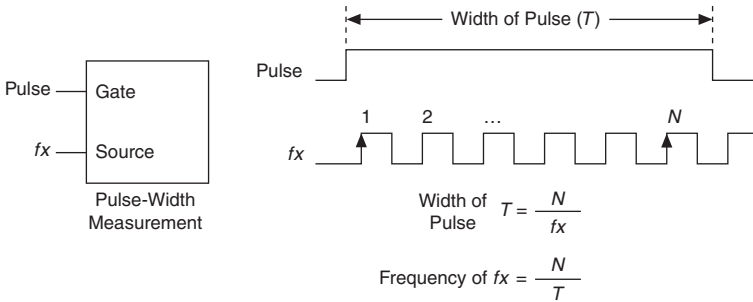 Width of Pulse (T)
Pulse
Pulse
Gate
1 2 ... N
fx
Source
fx
Pulse-Width
Measurement
Width of
Pulse
T = N
fx
Frequency of fx = N
T